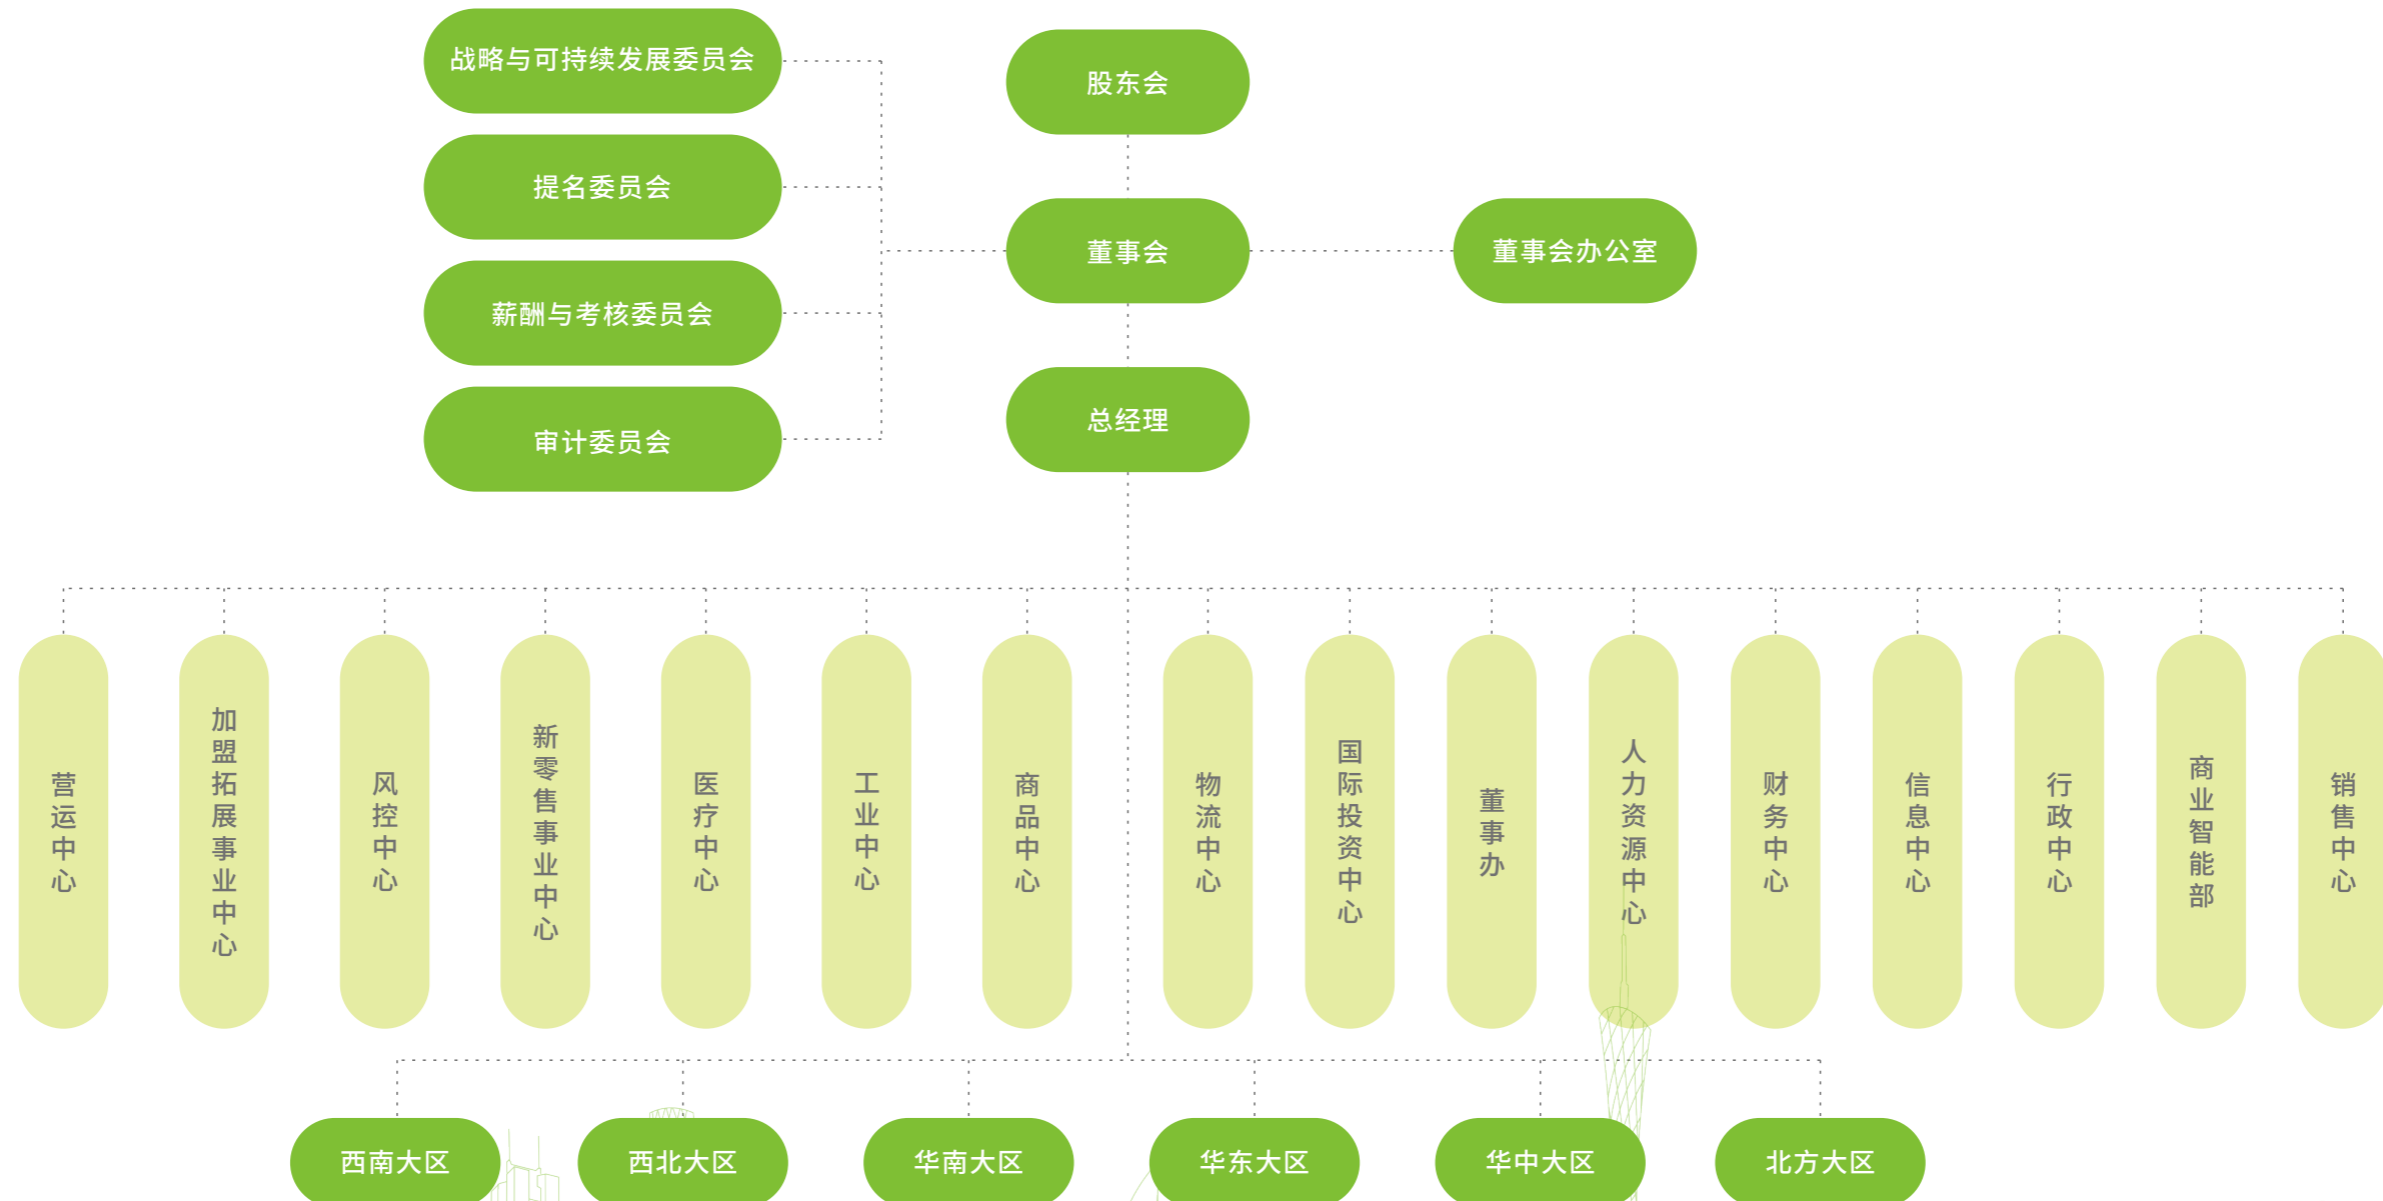 战略与可持续发展委员会
股东会
提名委员会
董事会
董事会办公室
薪酬与考核委员会
总经理
审计委员会
营运中心
加盟拓展事业中心
风控中心
新零售事业中心
医疗中心
工业中心
商品中心
物流中心
国际投资中心
董事办
人力资源中心
财务中心
信息中心
行政中心
商业智能部
销售中心
西南大区
西北大区
华南大区
华东大区
华中大区
北方大区